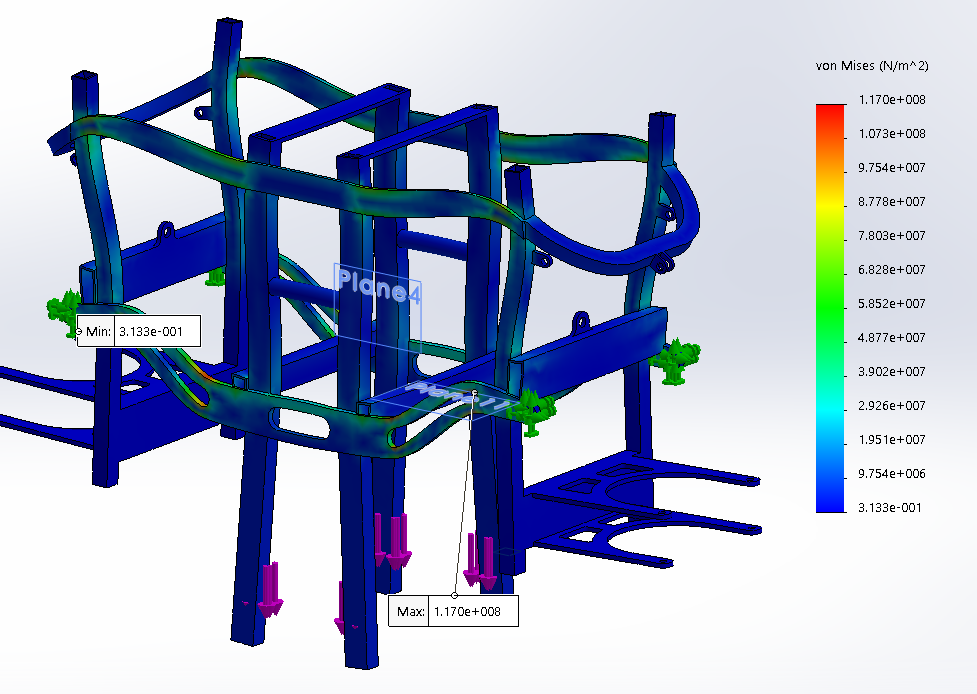 von Mises (N/m^2)
1.170e+008
1.073e+008
9.754e+007
8.778e+007
7.803e+007
6.828e+007
5.852e+007
4.877e+007
3.902e+007
2.926e+007
1.951e+007
9.754e+006
3.133e-001
Plane4
Min: 3.133e-001
Max: 1.170e+008